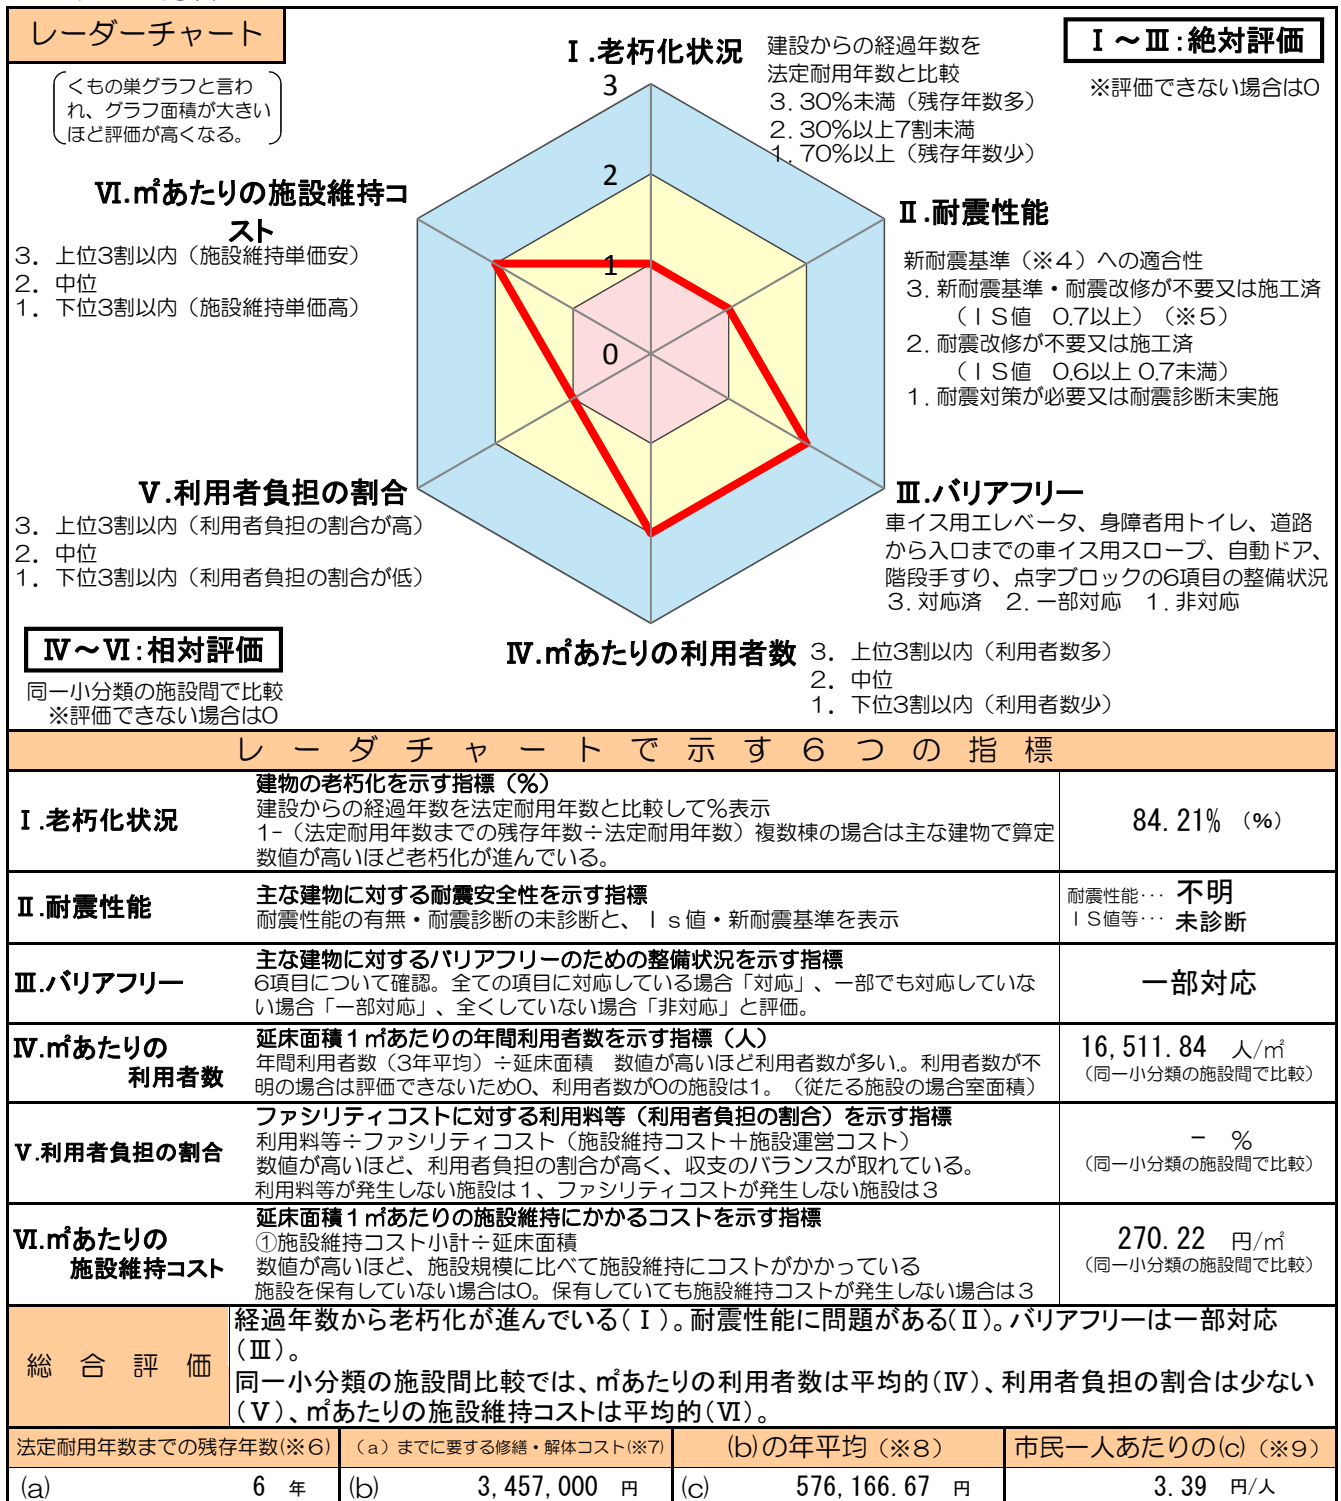 レーダーチャート
くもの巣グラフと言わ
れ、グラフ面積が大きい
ほど評価が高くなる。
Ⅰ.老朽化状況
建設からの経過年数を
法定耐用年数と比較
3. 30%未満（残存年数多）
2. 30%以上7割未満
1. 70%以上（残存年数少）
Ⅰ～Ⅲ:絶対評価
※評価できない場合は0
3
2
1
0
Ⅵ.㎡あたりの施設維持コ
スト
3．上位3割以内（施設維持単価安）
2．中位
1．下位3割以内（施設維持単価高）
Ⅱ.耐震性能
新耐震基準（※4）への適合性
3. 新耐震基準・耐震改修が不要又は施工済
（ＩＳ値　0.7以上）（※5）
2. 耐震改修が不要又は施工済
（ＩＳ値　0.6以上 0.7未満）
1. 耐震対策が必要又は耐震診断未実施
Ⅴ.利用者負担の割合
3．上位3割以内（利用者負担の割合が高）
2．中位
1．下位3割以内（利用者負担の割合が低）
Ⅲ.バリアフリー
車イス用エレベータ、身障者用トイレ、道路
から入口までの車イス用スロープ、自動ドア、
階段手すり、点字ブロックの6項目の整備状況
3. 対応済　2. 一部対応　1. 非対応
Ⅳ～Ⅵ:相対評価
同一小分類の施設間で比較
※評価できない場合は0
Ⅳ.㎡あたりの利用者数
3．上位3割以内（利用者数多）
2．中位
1．下位3割以内（利用者数少）
レーダチャートで示す6つの指標
Ⅰ.老朽化状況
建物の老朽化を示す指標（%）
建設からの経過年数を法定耐用年数と比較して%表示
1-（法定耐用年数までの残存年数÷法定耐用年数）複数棟の場合は主な建物で算定
数値が高いほど老朽化が進んでいる。
84.21%（%）
Ⅱ.耐震性能
主な建物に対する耐震安全性を示す指標
耐震性能の有無・耐震診断の未診断と、Ｉｓ値・新耐震基準を表示
耐震性能… 不明
ＩＳ値等… 未診断
Ⅲ.バリアフリー
主な建物に対するバリアフリーのための整備状況を示す指標
6項目について確認。全ての項目に対応している場合「対応」、一部でも対応していな
い場合「一部対応」、全くしていない場合「非対応」と評価。
一部対応
Ⅳ.㎡あたりの
利用者数
延床面積1㎡あたりの年間利用者数を示す指標（人）
年間利用者数（3年平均）÷延床面積　数値が高いほど利用者数が多い。利用者数が不
明の場合は評価できないため0、利用者数が0の施設は1。（従たる施設の場合室面積）
16,511.84　人/㎡
（同一小分類の施設間で比較）
Ⅴ.利用者負担の割合
ファシリティコストに対する利用料等（利用者負担の割合）を示す指標
利用料等÷ファシリティコスト（施設維持コスト＋施設運営コスト）
数値が高いほど、利用者負担の割合が高く、収支のバランスが取れている。
利用料等が発生しない施設は１、ファシリティコストが発生しない施設は３
-　%
（同一小分類の施設間で比較）
Ⅵ.㎡あたりの
施設維持コスト
延床面積1㎡あたりの施設維持にかかるコストを示す指標
①施設維持コスト小計÷延床面積
数値が高いほど、施設規模に比べて施設維持にコストがかかっている
施設を保有していない場合は0。保有していても施設維持コストが発生しない場合は３
270.22　円/㎡
（同一小分類の施設間で比較）
総合評価
経過年数から老朽化が進んでいる(Ⅰ)。耐震性能に問題がある(Ⅱ)。バリアフリーは一部対応
(Ⅲ)。
同一小分類の施設間比較では、㎡あたりの利用者数は平均的(Ⅳ)、利用者負担の割合は少ない
(Ⅴ)、㎡あたりの施設維持コストは平均的(Ⅵ)。
法定耐用年数までの残存年数(※6)
（a）までに要する修繕・解体コスト(※7)
(b)の年平均（※8）
市民一人あたりの(c)（※9）
(a)　6 年
(b)　3,457,000 円
(c)　576,166.67 円
3.39 円/人